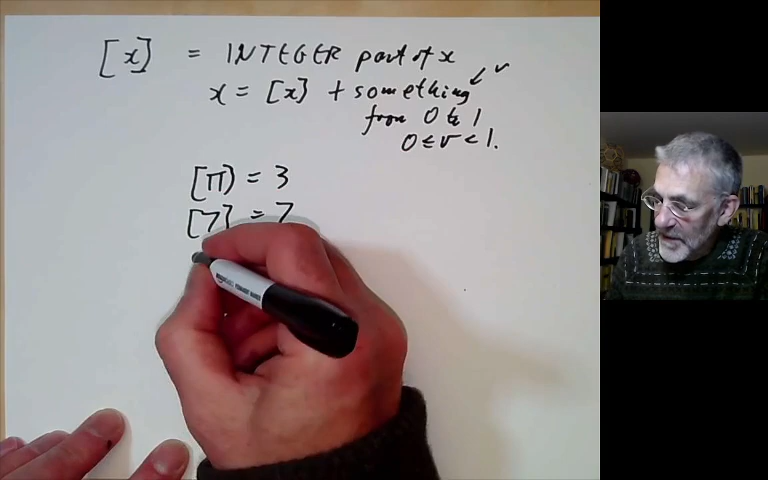 [x] = INTEGER part of x
x = [x] + something v
from 0 to 1
0 ≤ v < 1.
[π) = 3
[7] = 7